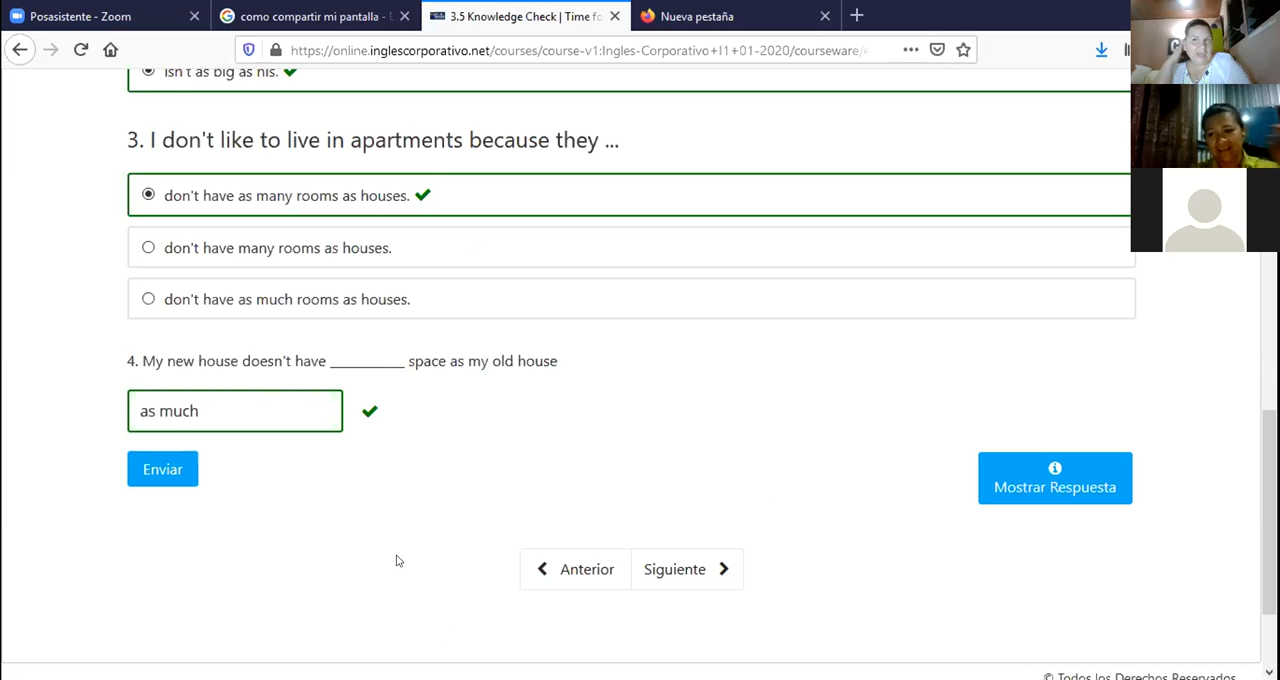 Posasistente - Zoom
como compartir mi pantalla -
3.5 Knowledge Check | Time fo
Nueva pestaña
https://online.inglescorporativo.net/courses/course-v1:Ingles-Corporativo+I1+01-2020/courseware/
isn't as big as his.
3. I don't like to live in apartments because they ...
don't have as many rooms as houses.
don't have many rooms as houses.
don't have as much rooms as houses.
4. My new house doesn't have __________ space as my old house
as much
Enviar
Mostrar Respuesta
Anterior
Siguiente
© Todos los Derechos Reservados